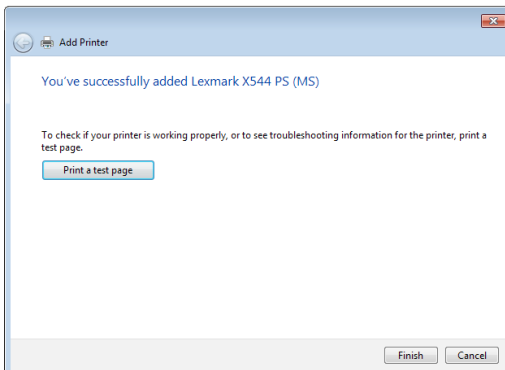 Add Printer
You've successfully added Lexmark X544 PS (MS)
To check if your printer is working properly, or to see troubleshooting information for the printer, print a
test page.
Print a test page
Finish
Cancel